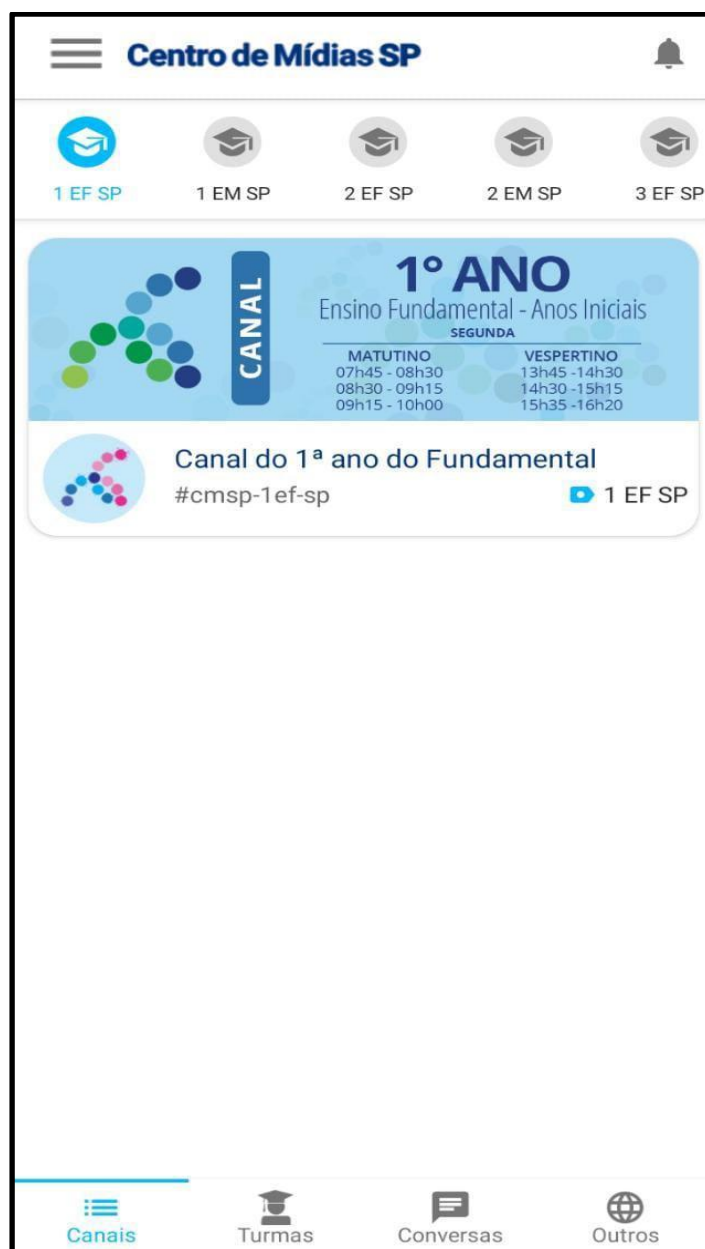 Centro de Mídias SP
1 EF SP 1 EM SP 2 EF SP 2 EM SP 3 EF SP
CANAL
1º ANO
Ensino Fundamental - Anos Iniciais
SEGUNDA
MATUTINO VESPERTINO
07h45 - 08h30 13h45 -14h30
08h30 - 09h15 14h30 -15h15
09h15 - 10h00 15h35 -16h20
Canal do 1ª ano do Fundamental
#cmsp-1ef-sp 1 EF SP
Canais Turmas Conversas Outros